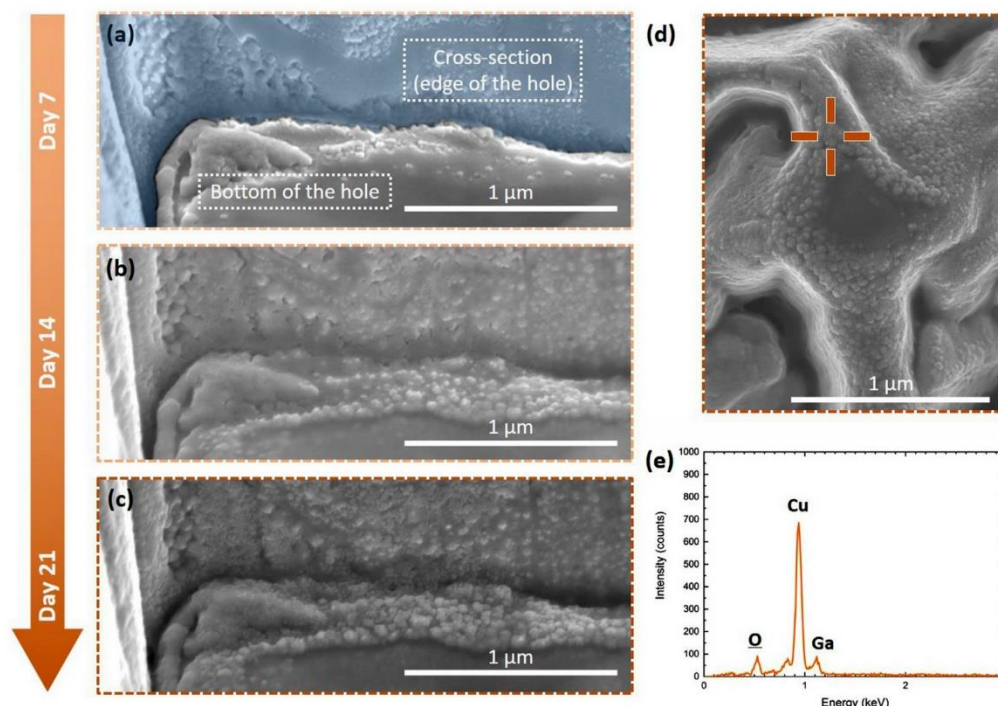 Day 7
Day 14
Day 21
(a)
Cross-section
(edge of the hole)
Bottom of the hole
1 µm
(b)
1 µm
(c)
1 µm
(d)
1 µm
(e)
1000
900
800
700
600
500
400
300
200
100
0
Intensity (counts)
Cu
O
Ga
0
1
2
Energy (keV)